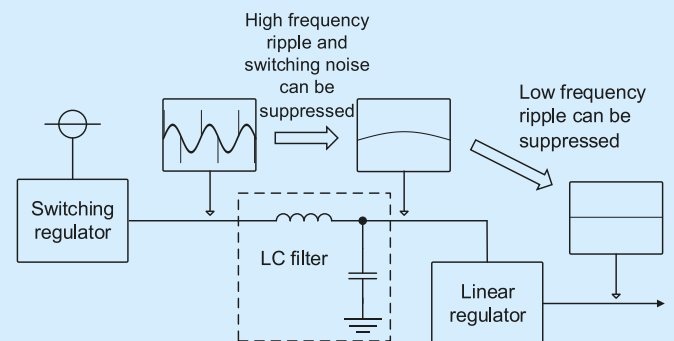 High frequency
ripple and
switching noise
can be
suppressed
Low frequency
ripple can be
suppressed
Switching
regulator
LC filter
Linear
regulator